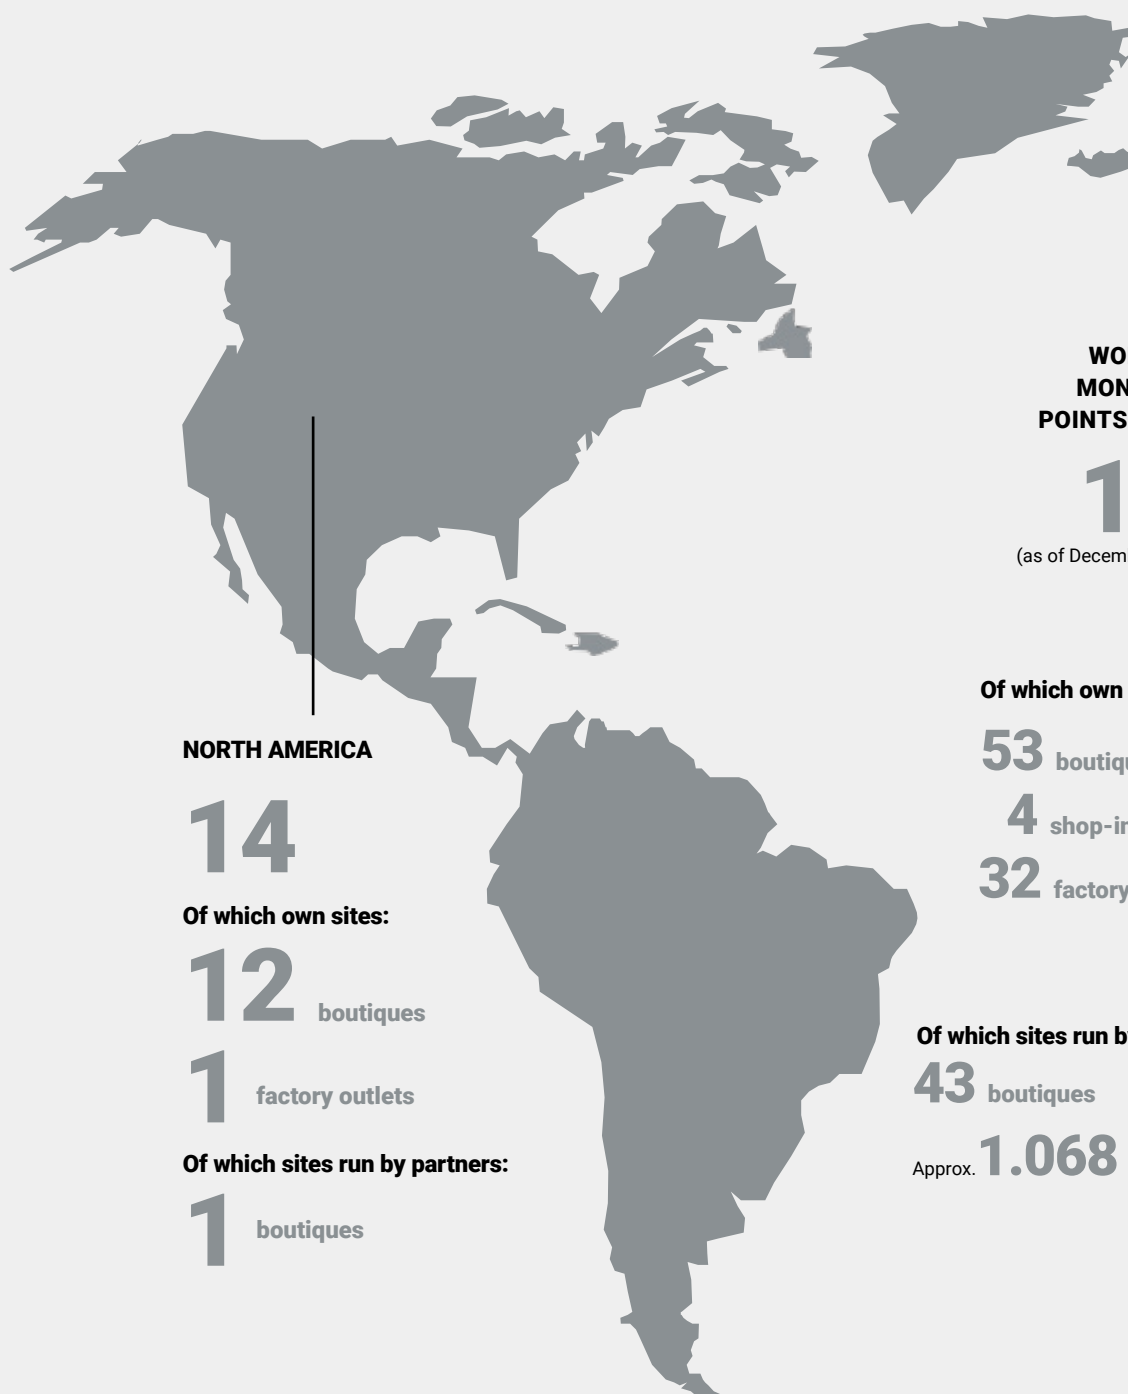 WO
MON
POINTS
1
(as of Decem
Of which own
53 boutiqu
4 shop-in
32 factory
Of which sites run b
43 boutiques
Approx. 1.068
NORTH AMERICA
14
Of which own sites:
12 boutiques
1 factory outlets
Of which sites run by partners:
1 boutiques